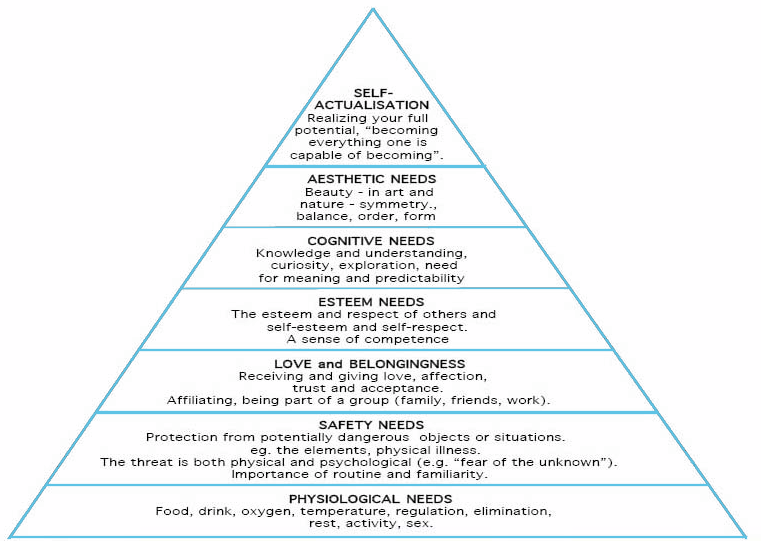 SELF-
ACTUALISATION
Realizing your full
potential, “becoming
everything one is
capable of becoming”.
AESTHETIC NEEDS
Beauty - in art and
nature - symmetry.,
balance, order, form
COGNITIVE NEEDS
Knowledge and understanding,
curiosity, exploration, need
for meaning and predictability
ESTEEM NEEDS
The esteem and respect of others and
self-esteem and self-respect.
A sense of competence
LOVE and BELONGINGNESS
Receiving and giving love, affection,
trust and acceptance.
Affiliating, being part of a group (family, friends, work).
SAFETY NEEDS
Protection from potentially dangerous objects or situations.
eg. the elements, physical illness.
The threat is both physical and psychological (e.g. “fear of the unknown”).
Importance of routine and familiarity.
PHYSIOLOGICAL NEEDS
Food, drink, oxygen, temperature, regulation, elimination,
rest, activity, sex.